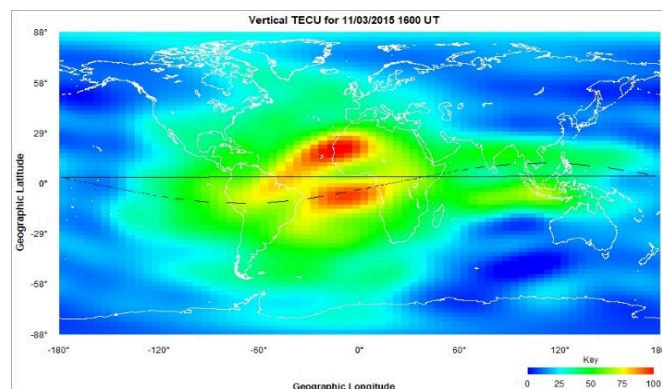 Vertical TECU for 11/03/2015 1600 UT
88°
58°
29°
0°
-29°
-58°
-88°
Geographic Latitude
-180° -120° -60° 0° 60° 120° 180°
Geographic Longitude
Key
0 25 50 75 100